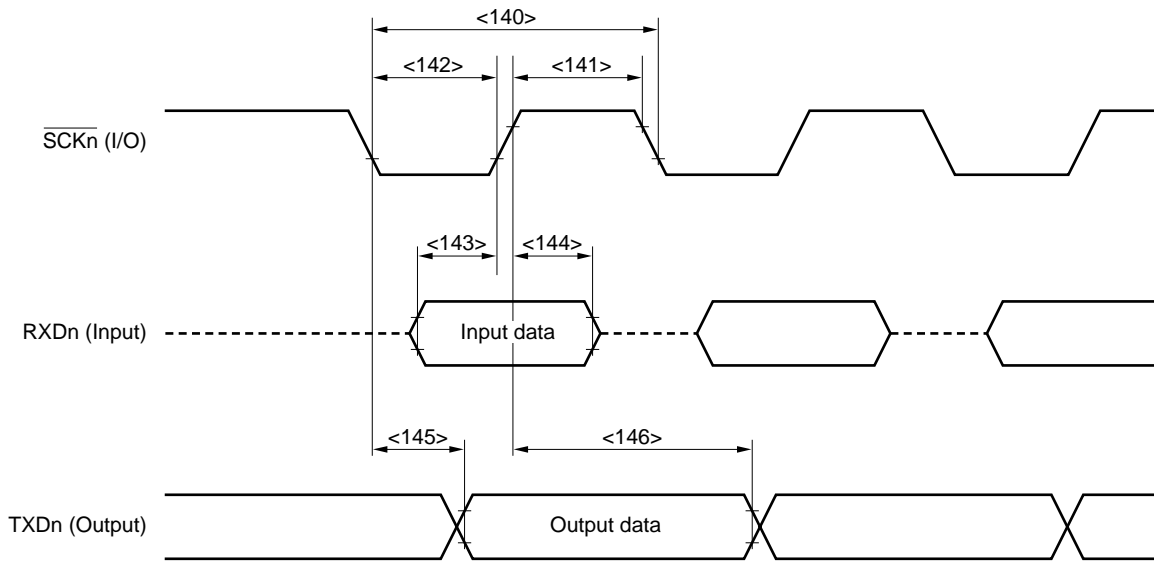 <140>
<142> <141>
SCKn (I/O)
<143> <144>
RXDn (Input) Input data
<145> <146>
TXDn (Output) Output data